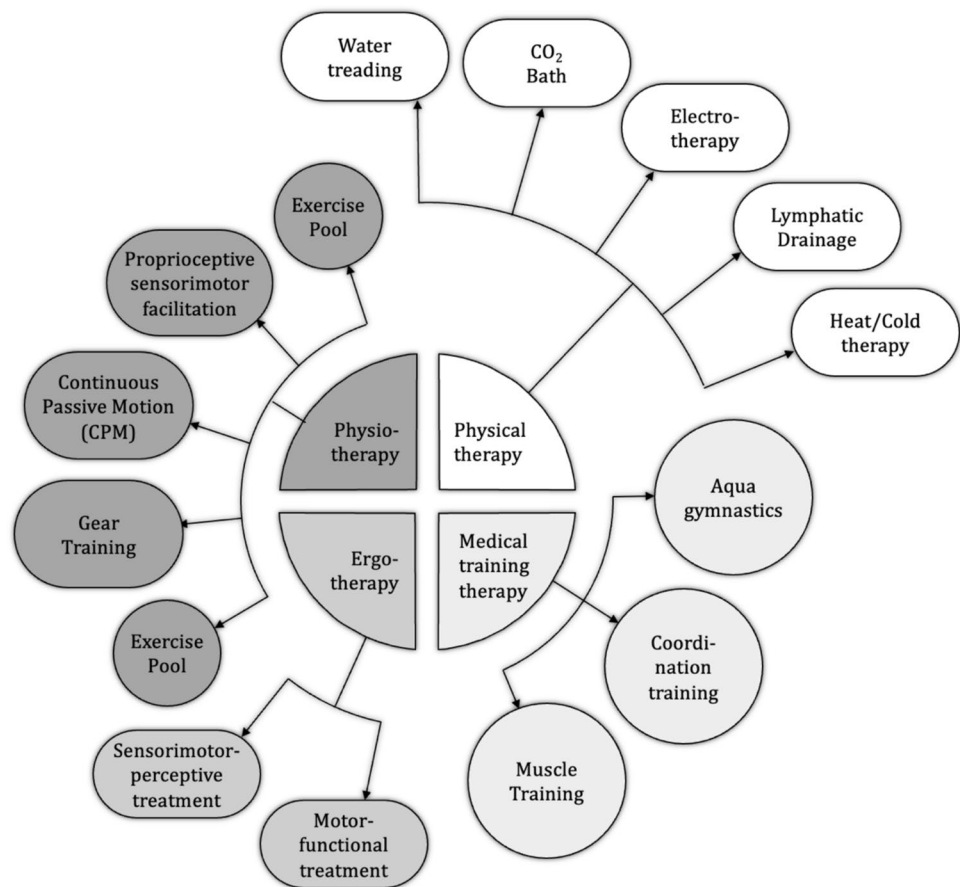 Water
treading
CO₂
Bath
Electro-
therapy
Lymphatic
Drainage
Heat/Cold
therapy
Exercise
Pool
Proprioceptive
sensorimotor
facilitation
Continuous
Passive Motion
(CPM)
Gear
Training
Exercise
Pool
Physio-
therapy
Physical
therapy
Ergo-
therapy
Medical
training
therapy
Aqua
gymnastics
Coordi-
nation
training
Muscle
Training
Sensorimotor-
perceptive
treatment
Motor-
functional
treatment